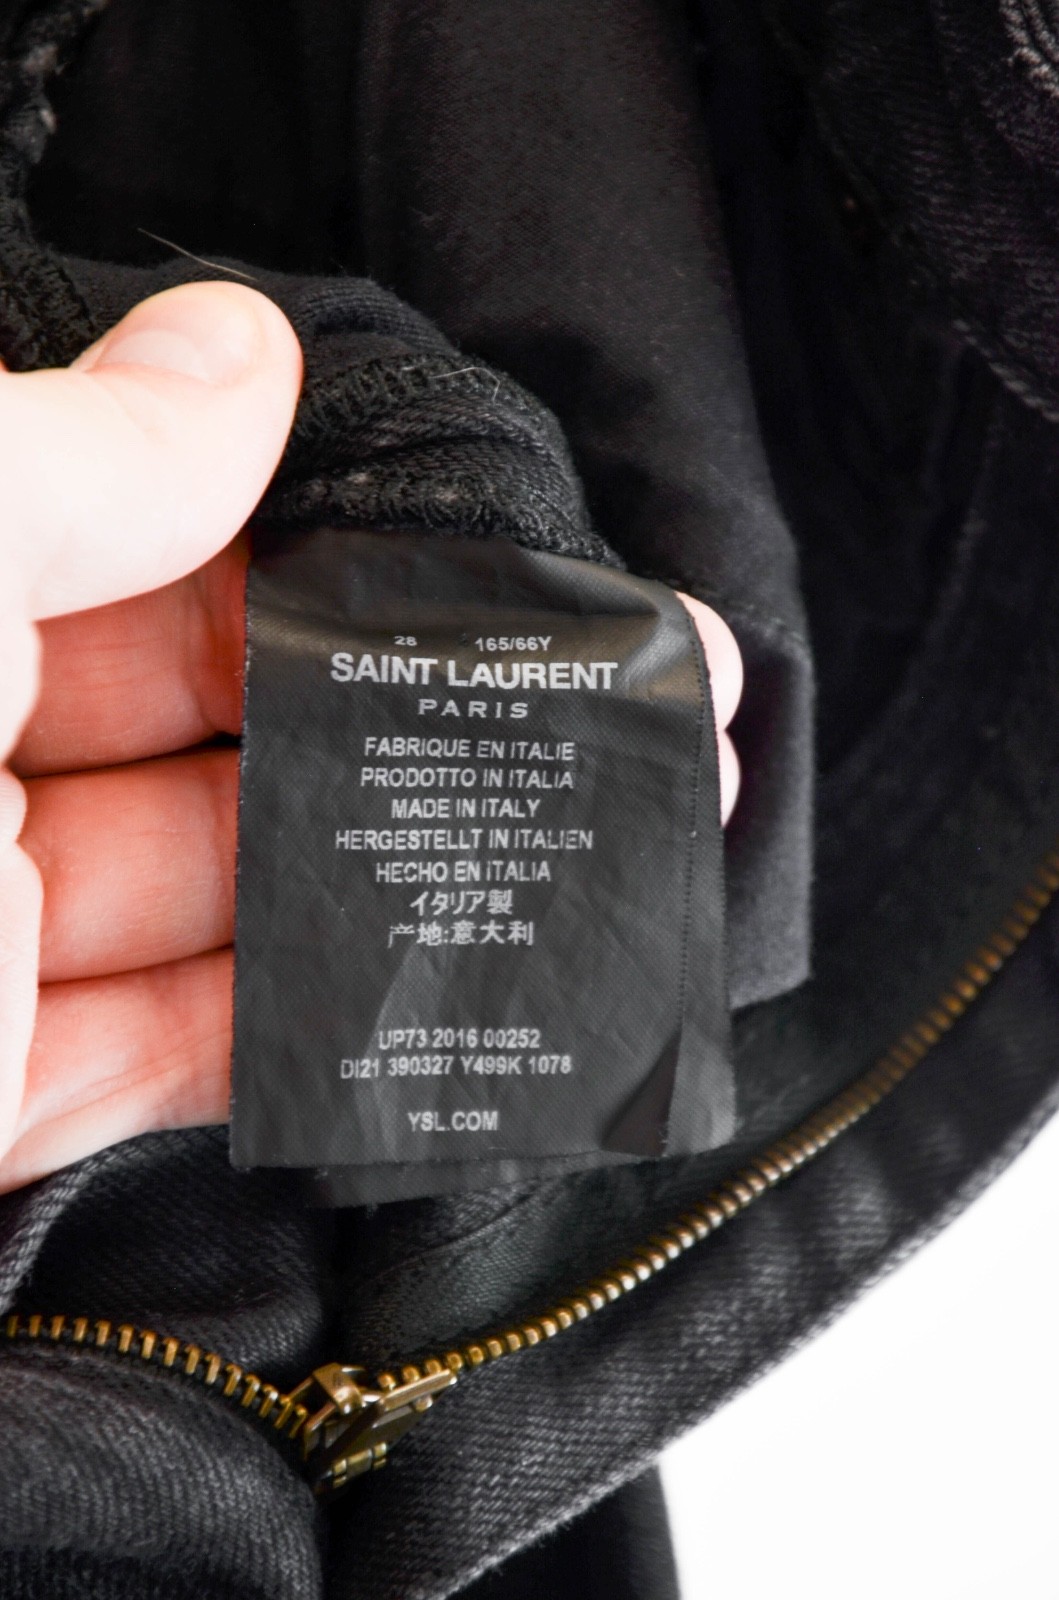 28 165/66Y
SAINT LAURENT
PARIS
FABRIQUE EN ITALIE
PRODOTTO IN ITALIA
MADE IN ITALY
HERGESTELLT IN ITALIEN
HECHO EN ITALIA
イタリア製
产地:意大利
UP73 2016 00252
DI21 390327 Y499K 1078
YSL.COM